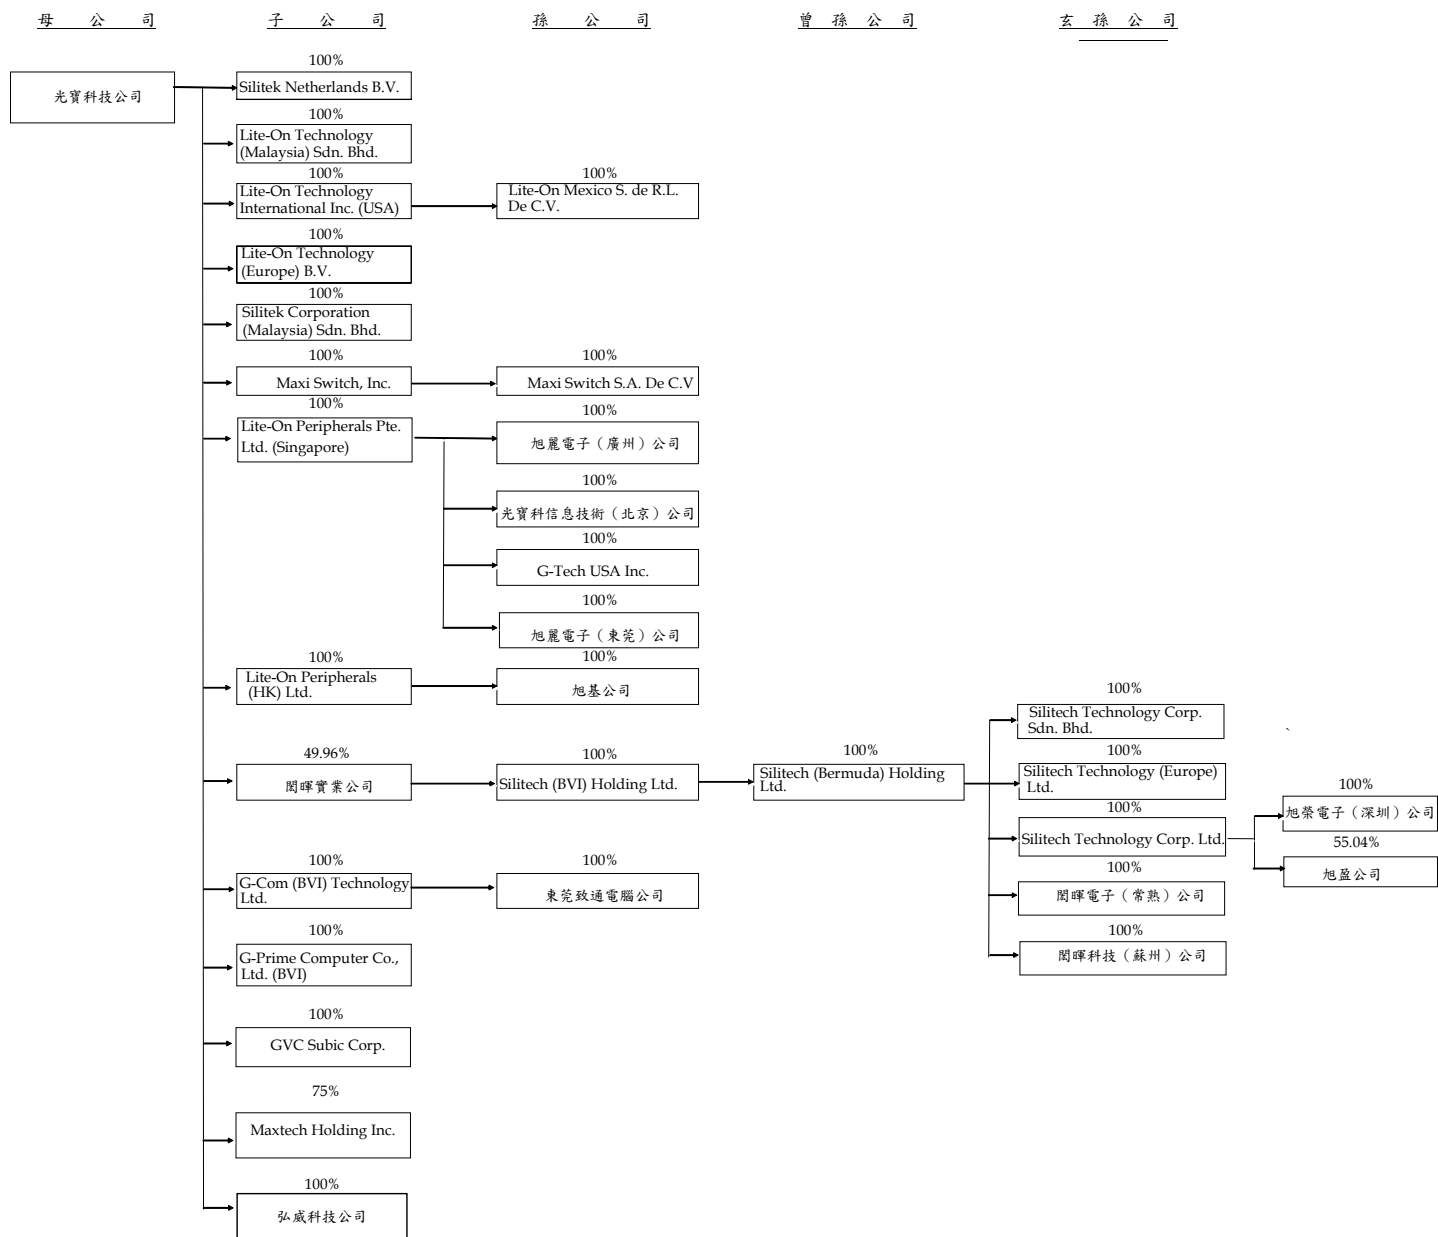 母公司 子公司 孫公司 曾孫公司 玄孫公司
光寶科技公司
100%
Silitek Netherlands B.V.
100%
Lite-On Technology
(Malaysia) Sdn. Bhd.
100%
Lite-On Technology
International Inc. (USA)
100%
Lite-On Mexico S. de R.L.
De C.V.
100%
Lite-On Technology
(Europe) B.V.
100%
Silitek Corporation
(Malaysia) Sdn. Bhd.
100%
Maxi Switch, Inc.
100%
Maxi Switch S.A. De C.V
100%
Lite-On Peripherals Pte.
Ltd. (Singapore)
100%
旭麗電子（廣州）公司
100%
光寶科信息技術（北京）公司
100%
G-Tech USA Inc.
100%
旭麗電子（東莞）公司
100%
Lite-On Peripherals
(HK) Ltd.
100%
旭基公司
49.96%
閎暉實業公司
100%
Silitech (BVI) Holding Ltd.
100%
Silitech (Bermuda) Holding
Ltd.
100%
Silitech Technology Corp.
Sdn. Bhd.
100%
Silitech Technology (Europe)
Ltd.
100%
Silitech Technology Corp. Ltd.
100%
旭榮電子（深圳）公司
55.04%
旭盈公司
100%
閎暉電子（常熟）公司
100%
閎暉科技（蘇州）公司
100%
G-Com (BVI) Technology
Ltd.
100%
東莞致通電腦公司
100%
G-Prime Computer Co.,
Ltd. (BVI)
100%
GVC Subic Corp.
75%
Maxtech Holding Inc.
100%
弘威科技公司